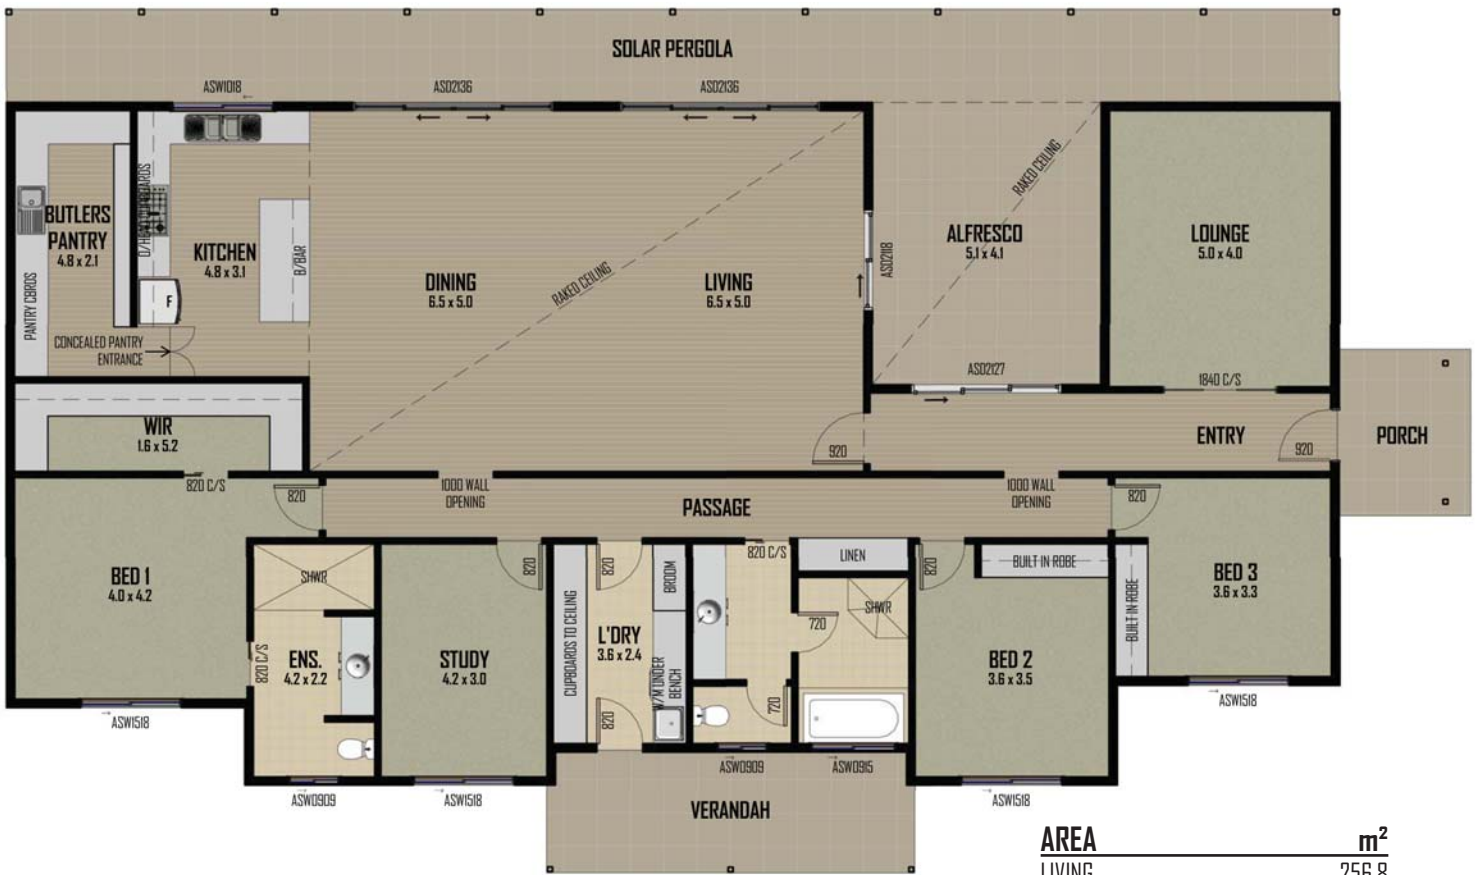 SOLAR PERGOLA
ASW1018
ASD2136
ASD2136
PANTRY CBRDS
BUTLERS
PANTRY
4.8 x 2.1
KITCHEN
4.8 x 3.1
B/BAR
F
CONCEALED PANTRY
ENTRANCE
DINING
6.5 x 5.0
RAKED CEILING
LIVING
6.5 x 5.0
ASD2118
ALFRESCO
5.1 x 4.1
RAKED CEILING
ASD2127
LOUNGE
5.0 x 4.0
1840 C/S
WIR
1.6 x 5.2
820 C/S
820
1000 WALL
OPENING
PASSAGE
920
1000 WALL
OPENING
ENTRY
920
PORCH
820
BED 1
4.0 x 4.2
ASW1518
SHWR
820 C/S
ENS.
4.2 x 2.2
ASW0909
STUDY
4.2 x 3.0
820
ASW1518
CUPBOARDS TO CEILING
820
BROOM
L'DRY
3.6 x 2.4
W/M UNDER
BENCH
820
820 C/S
LINEN
SHWR
720
720
ASW0909
ASW0915
820
BUILT IN ROBE
BED 2
3.6 x 3.5
ASW1518
BUILT IN ROBE
BED 3
3.6 x 3.3
ASW1518
VERANDAH
AREA m²
LIVING 256.8